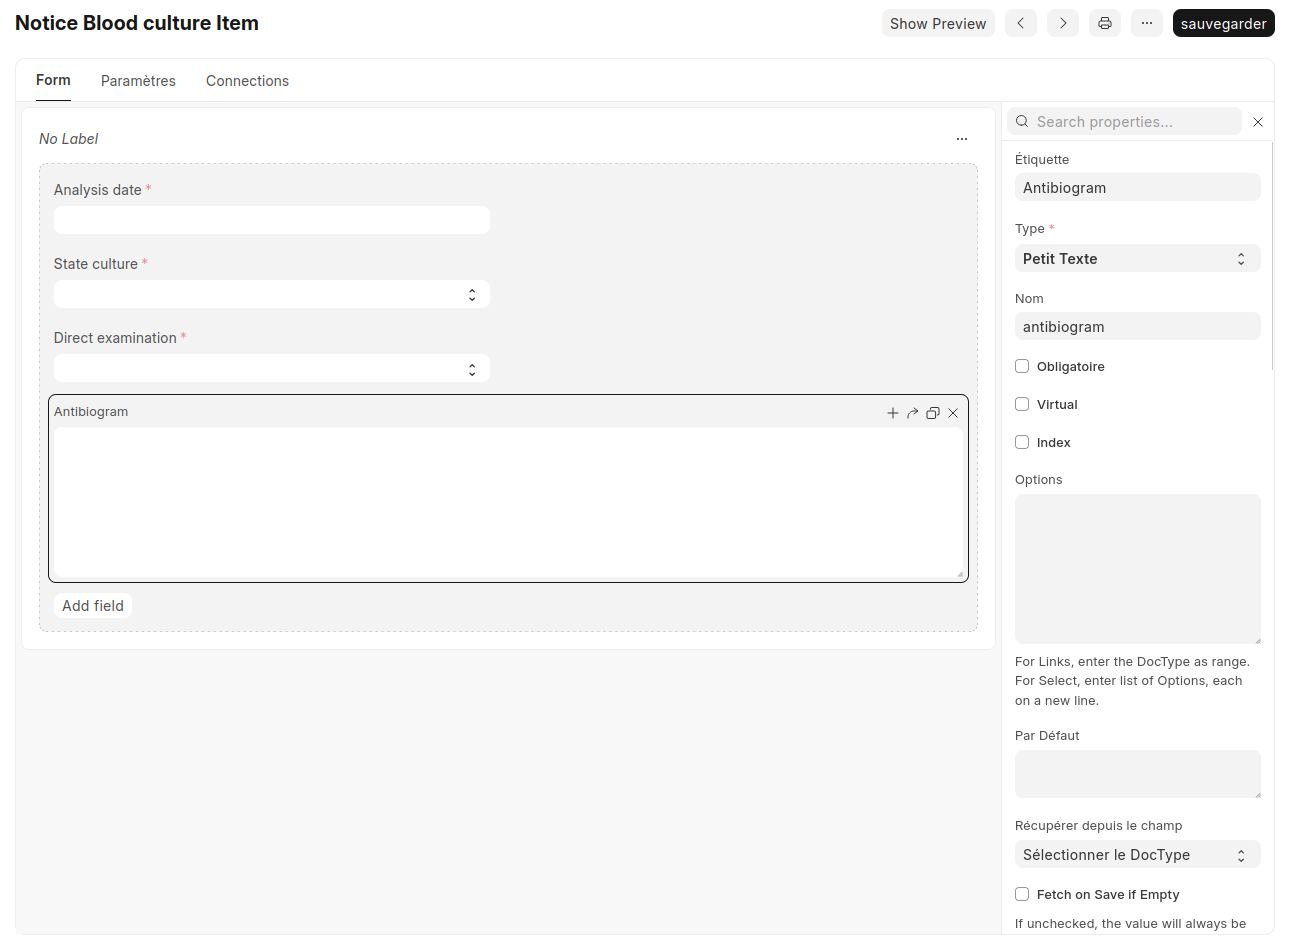 Notice Blood culture Item
Show Preview
sauvegarder
Form
Paramètres
Connections
No Label
Analysis date *
State culture *
Direct examination *
Antibiogram
Add field
Search properties...
Étiquette
Antibiogram
Type *
Petit Texte
Nom
antibiogram
Obligatoire
Virtual
Index
Options
For Links, enter the DocType as range.
For Select, enter list of Options, each
on a new line.
Par Défaut
Récupérer depuis le champ
Sélectionner le DocType
Fetch on Save if Empty
If unchecked, the value will always be